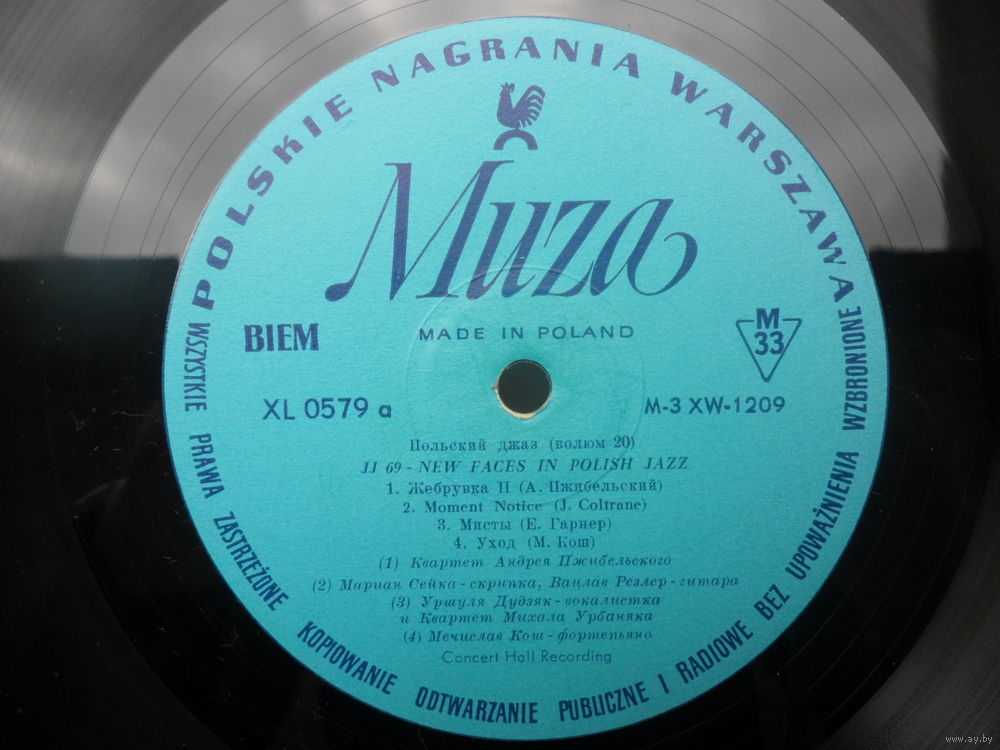 POLSKIE NAGRANIA WARSZAWA
Muza
BIEM
MADE IN POLAND
M
33
XL 0579 a
M-3 XW-1209
Польский джаз (волюм 20)
JJ 69 - NEW FACES IN POLISH JAZZ
1. Жебрувка II (А. Пжибельский)
2. Moment Notice (J. Coltrane)
3. Мисты (Е. Гарнер)
4. Уход (М. Кош)
(1) Квартет Андрея Пжибельского
(2) Мариан Сейка - скрипка, Вацлав Резлер - гитара
(3) Уршуля Дудзяк - вокалистка
и Квартет Михала Урбаняка
(4) Мечислав Кош - фортепьяно
Concert Hall Recording
WSZYSTKIE PRAWA ZASTRZEŻONE KOPIOWANIE ODTWARZANIE PUBLICZNE I RADIOWE BEZ UPOWAŻNIENIA WZBRONIONE
www.ay.by